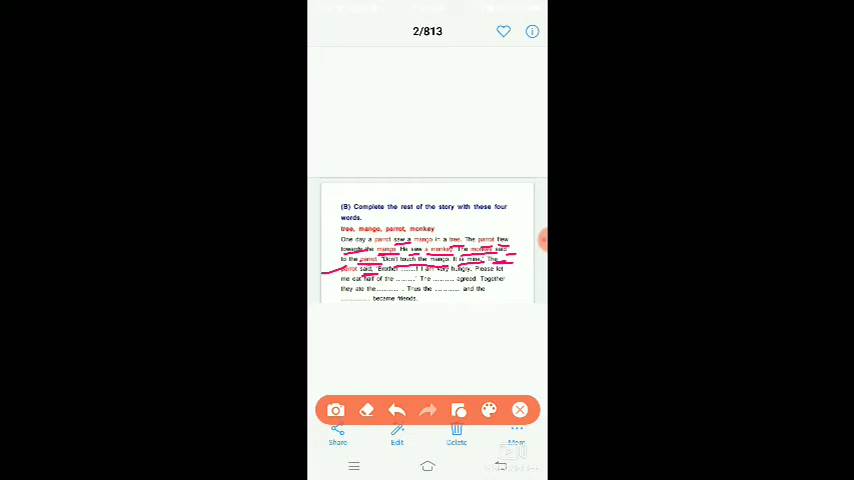 2/813
(B) Complete the rest of the story with these four
words.
tree, mango, parrot, monkey
One day a parrot saw a mango in a tree. The parrot flew
towards the mango. He saw a monkey. The monkey said
to the parrot, "Don't touch the mango. It is mine." The
parrot said, "Brother ........! I am very hungry. Please let
me eat half of the .........." The .......... agreed. Together
they ate the........... . Thus the ............ and the
.............. became friends.
Share
Edit
Delete
More